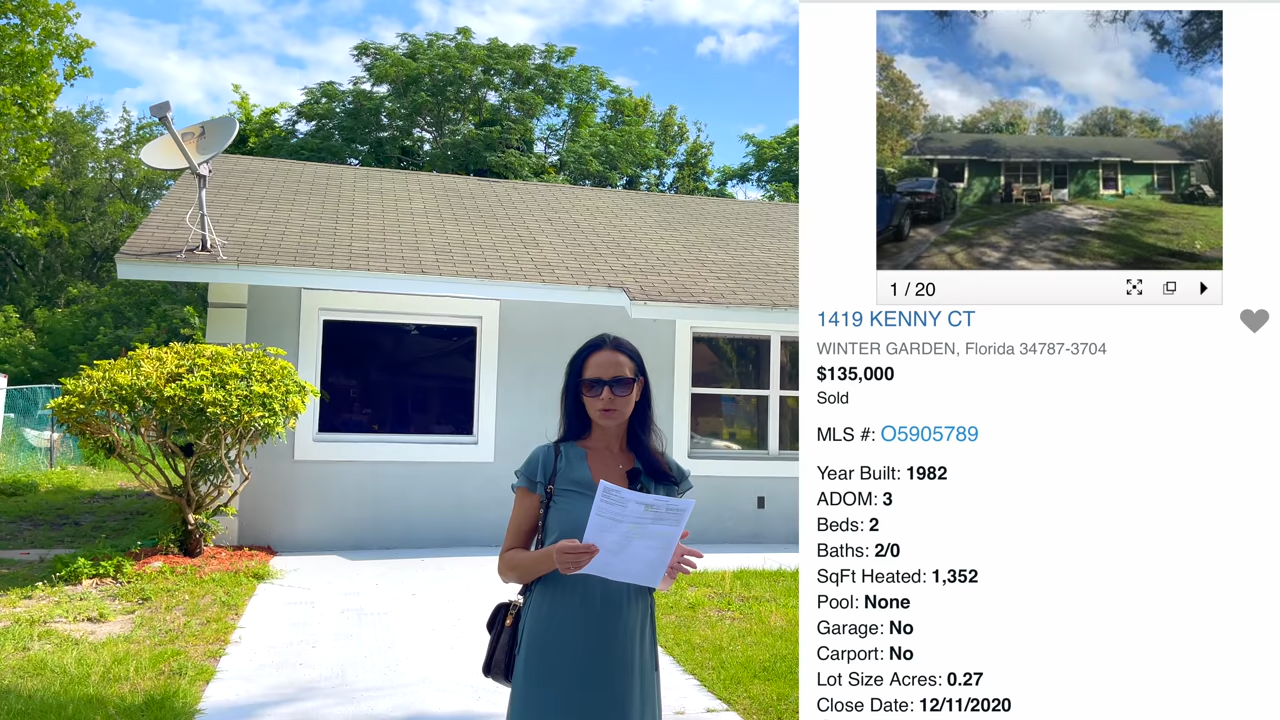 1 / 20
1419 KENNY CT
WINTER GARDEN, Florida 34787-3704
$135,000
Sold
MLS #: O5905789
Year Built: 1982
ADOM: 3
Beds: 2
Baths: 2/0
SqFt Heated: 1,352
Pool: None
Garage: No
Carport: No
Lot Size Acres: 0.27
Close Date: 12/11/2020